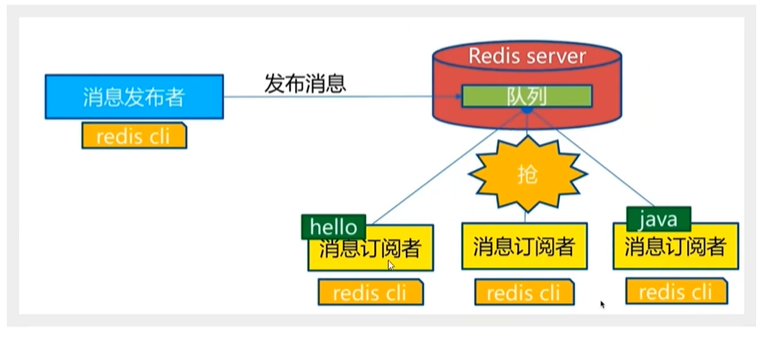 Redis server
发布消息
消息发布者
队列
redis cli
抢
hello
java
消息订阅者
消息订阅者
消息订阅者
redis cli
redis cli
redis cli